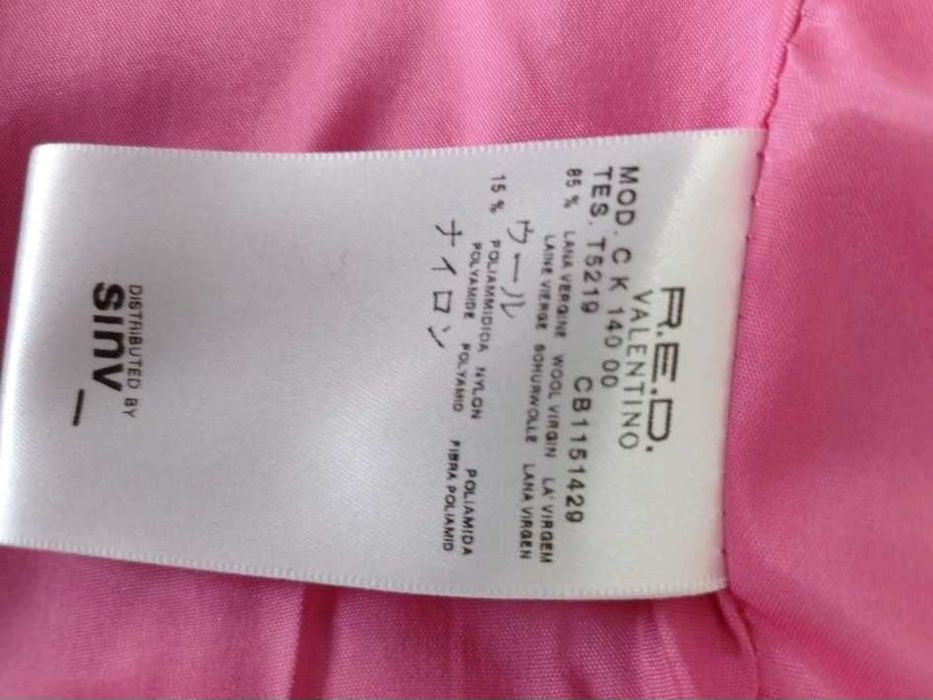 R.E.D.
VALENTINO
MOD. C K 140 00
TES. T5219 CB1151429
85 % LANA VERGINE WOOL VIRGIN LA' VIRGEM
LAINE VIERGE SCHURWOLLE LANA VIRGEN
ウール
15 % POLIAMMIDICA NYLON POLIAMIDA
POLYAMIDE POLYAMID FIBRA POLIAMID
ナイロン
DISTRIBUTED BY
sinv_